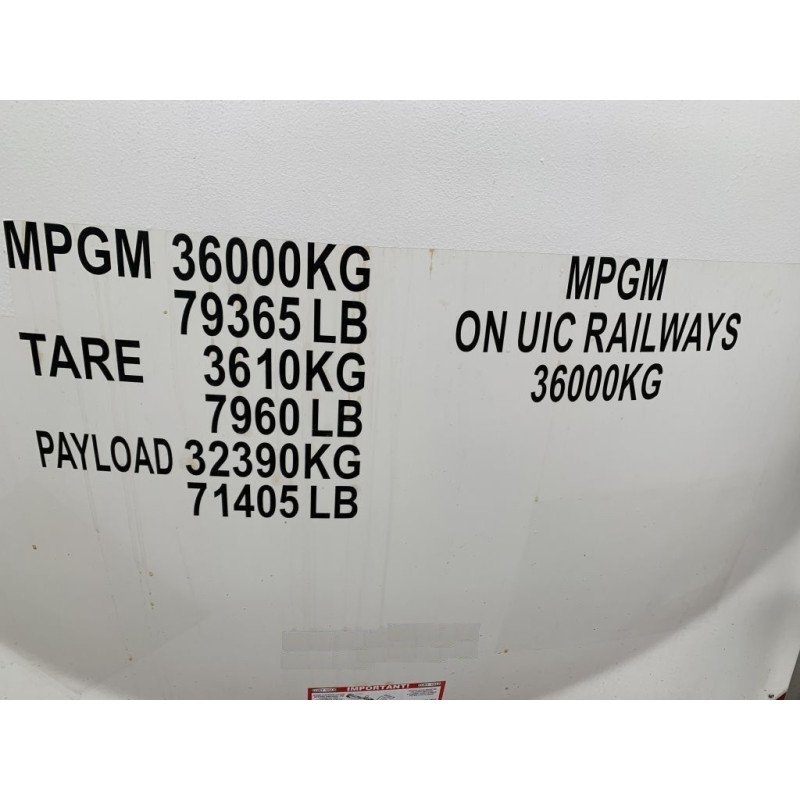 MPGM 36000KG
79365 LB
TARE 3610KG
7960 LB
PAYLOAD 32390KG
71405 LB
MPGM
ON UIC RAILWAYS
36000KG
IMPORTANT!